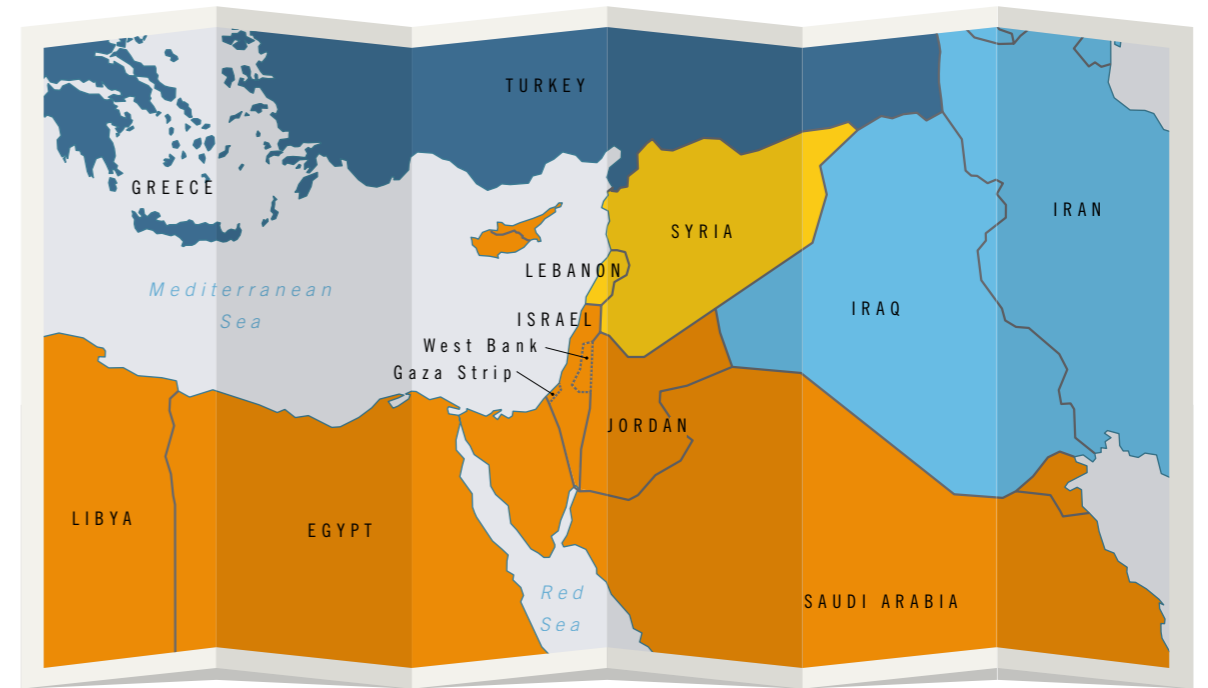 TURKEY
GREECE
IRAN
SYRIA
LEBANON
Mediterranean
Sea
IRAQ
ISRAEL
West Bank
Gaza Strip
JORDAN
LIBYA
EGYPT
Red
Sea
SAUDI ARABIA